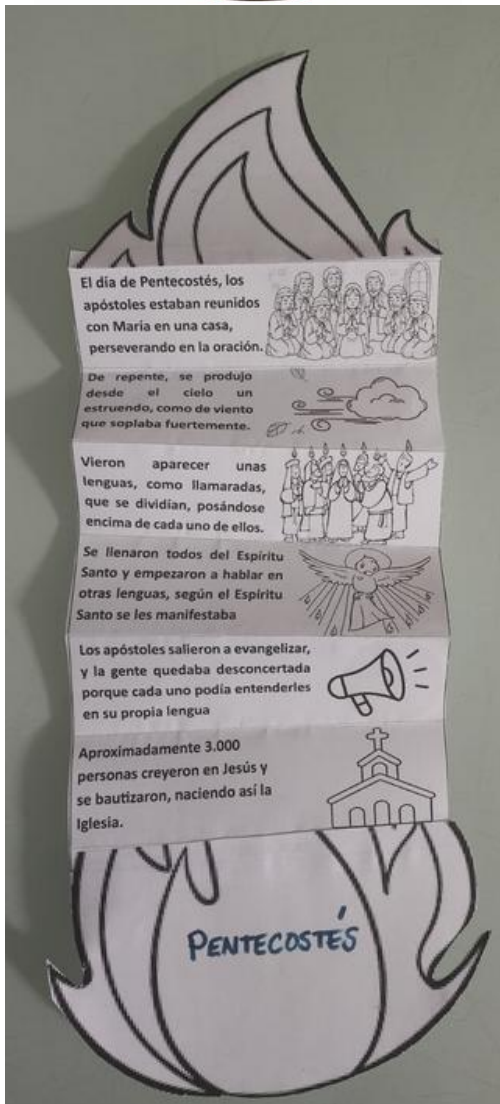 El día de Pentecostés, los
apóstoles estaban reunidos
con María en una casa,
perseverando en la oración.
De repente, se produjo
desde el cielo un
estruendo, como de viento
que soplaba fuertemente.
Vieron aparecer unas
lenguas, como llamaradas,
que se dividían, posándose
encima de cada uno de ellos.
Se llenaron todos del Espíritu
Santo y empezaron a hablar en
otras lenguas, según el Espíritu
Santo se les manifestaba
Los apóstoles salieron a evangelizar,
y la gente quedaba desconcertada
porque cada uno podía entenderles
en su propia lengua
Aproximadamente 3.000
personas creyeron en Jesús y
se bautizaron, naciendo así la
Iglesia.
PENTECOSTÉS